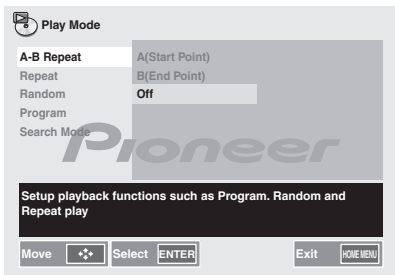 Play Mode
A-B Repeat
A(Start Point)
Repeat
B(End Point)
Random
Off
Program
Search Mode
Pioneer
Setup playback functions such as Program. Random and
Repeat play
Move
Select ENTER
Exit HOME MENU